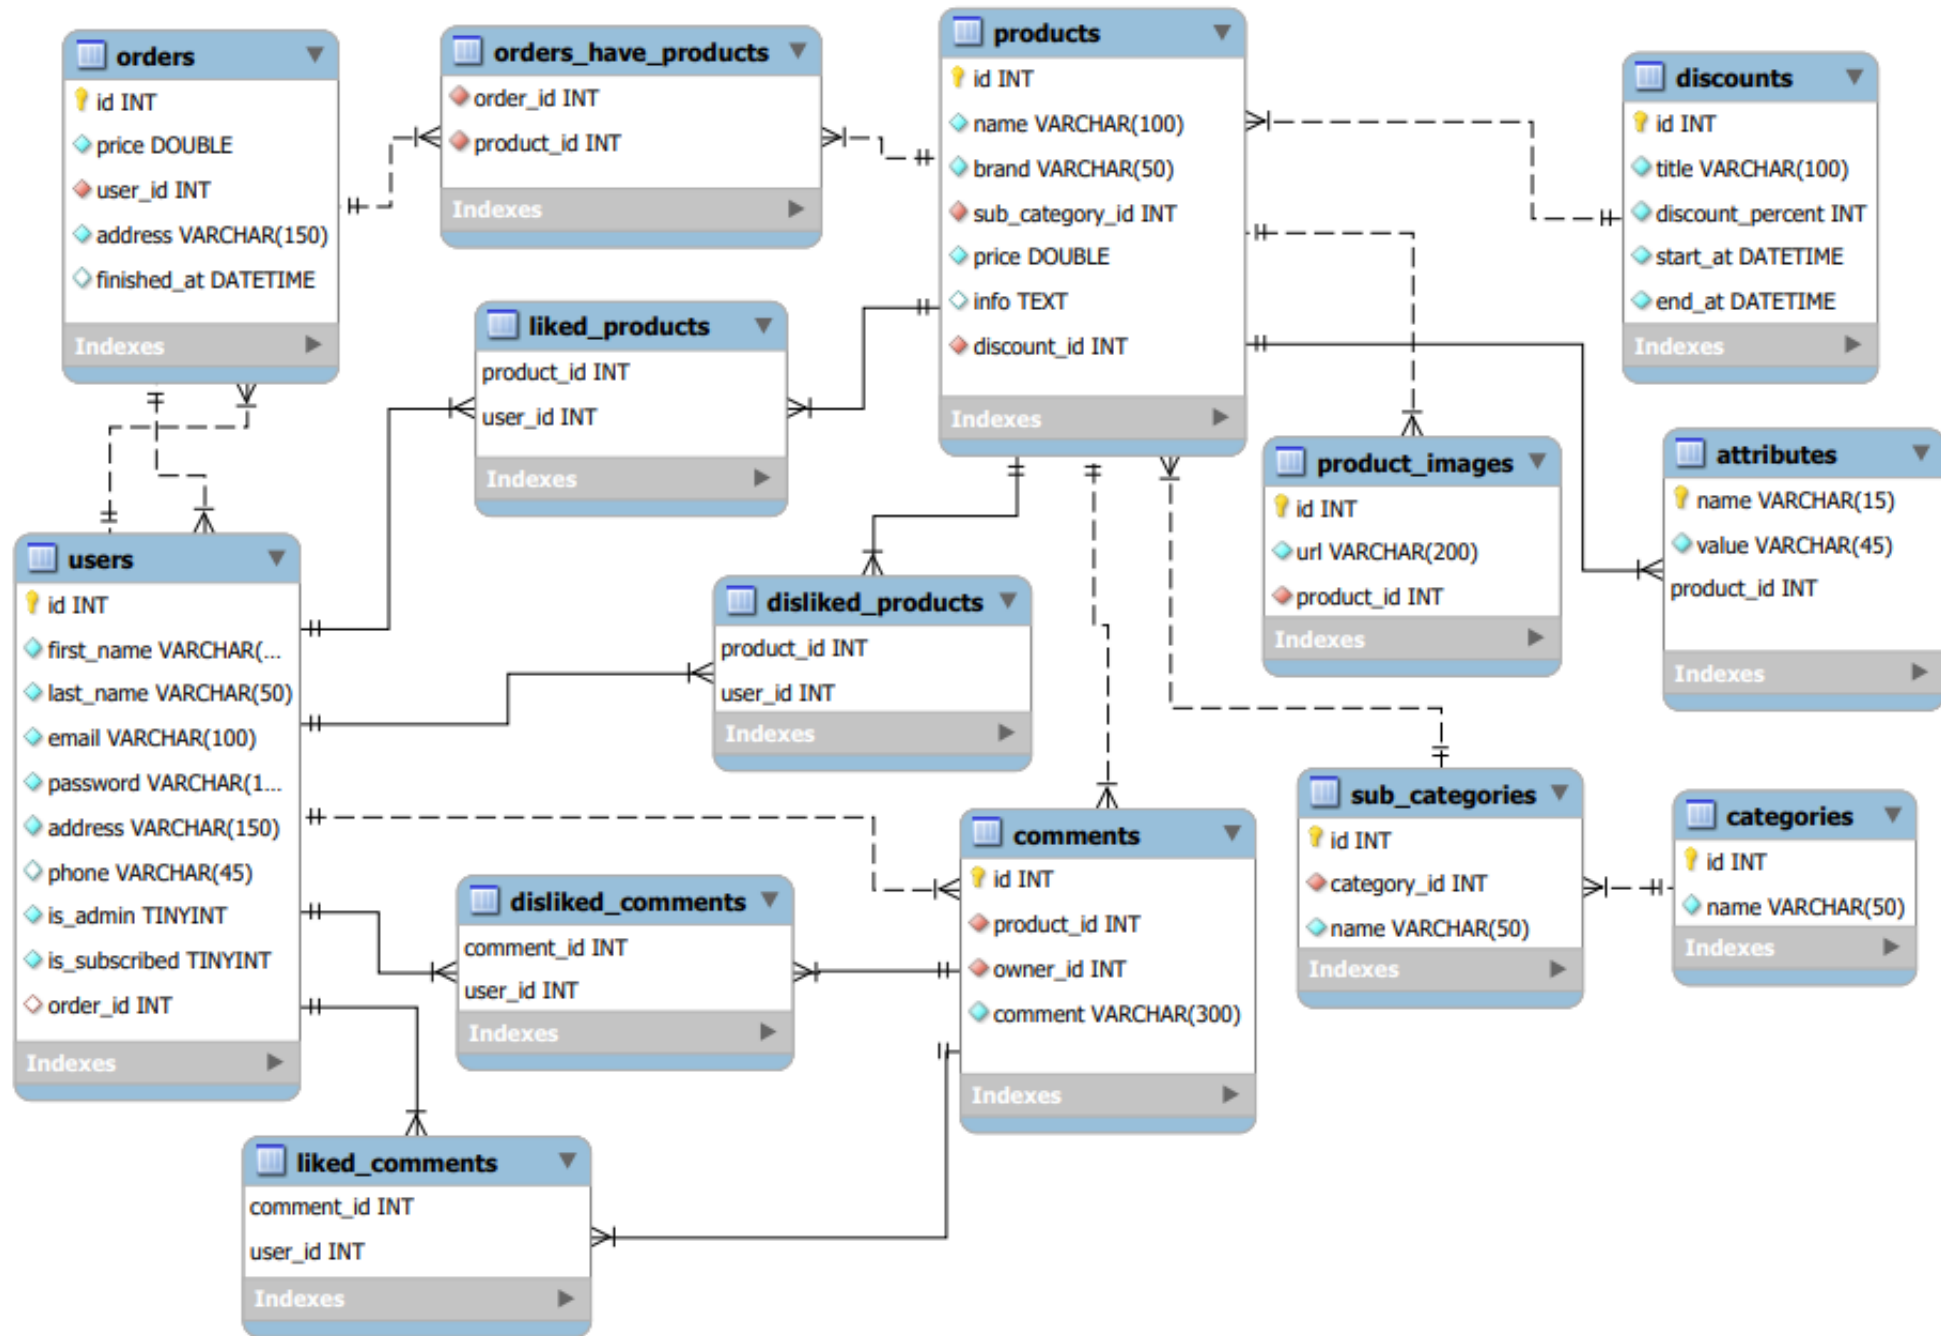 orders
id INT
price DOUBLE
user_id INT
address VARCHAR(150)
finished_at DATETIME
Indexes
orders_have_products
order_id INT
product_id INT
Indexes
products
id INT
name VARCHAR(100)
brand VARCHAR(50)
sub_category_id INT
price DOUBLE
info TEXT
discount_id INT
Indexes
discounts
id INT
title VARCHAR(100)
discount_percent INT
start_at DATETIME
end_at DATETIME
Indexes
liked_products
product_id INT
user_id INT
Indexes
product_images
id INT
url VARCHAR(200)
product_id INT
Indexes
attributes
name VARCHAR(15)
value VARCHAR(45)
product_id INT
Indexes
users
id INT
first_name VARCHAR(...
last_name VARCHAR(50)
email VARCHAR(100)
password VARCHAR(1...
address VARCHAR(150)
phone VARCHAR(45)
is_admin TINYINT
is_subscribed TINYINT
order_id INT
Indexes
disliked_products
product_id INT
user_id INT
Indexes
disliked_comments
comment_id INT
user_id INT
Indexes
comments
id INT
product_id INT
owner_id INT
comment VARCHAR(300)
Indexes
sub_categories
id INT
category_id INT
name VARCHAR(50)
Indexes
categories
id INT
name VARCHAR(50)
Indexes
liked_comments
comment_id INT
user_id INT
Indexes